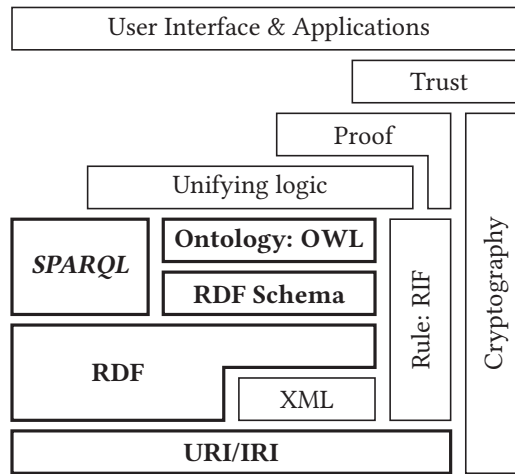 User Interface & Applications
Trust
Proof
Unifying logic
Ontology: OWL
SPARQL
RDF Schema
Rule: RIF
Cryptography
RDF
XML
URI/IRI